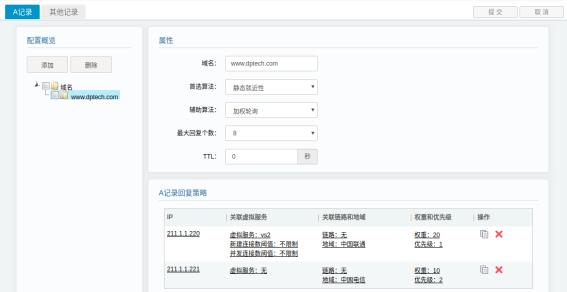 A记录 其他记录 提 交 取 消
配置概览
添加 删除
域名
www.dptech.com
属性
域名： www.dptech.com
首选算法： 静态就近性
辅助算法： 加权轮询
最大回复个数： 8
TTL： 0 秒
A记录回复策略
IP 关联虚拟服务 关联链路和地域 权重和优先级 操作
211.1.1.220 虚拟服务：vs2 链路：无 权重：20
新建连接数阈值：不限制 地域：中国联通 优先级：1
并发连接数阈值：不限制
211.1.1.221 虚拟服务：无 链路：无 权重：10
地域：中国电信 优先级：2